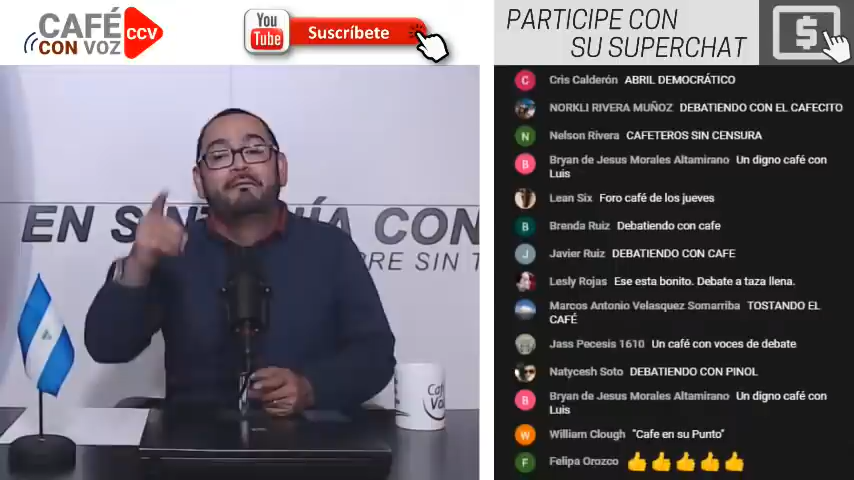 CAFÉ
CON VOZ
CCV
You
Tube
Suscríbete
PARTICIPE CON
SU SUPERCHAT
EN SIN
ÍA CON
BRE SIN T
Cris Calderón ABRIL DEMOCRÁTICO
NORKLI RIVERA MUÑOZ DEBATIENDO CON EL CAFECITO
N
Nelson Rivera CAFETEROS SIN CENSURA
B
Bryan de Jesus Morales Altamirano Un digno café con
Luis
Lean Six Foro café de los jueves
B
Brenda Ruiz Debatiendo con cafe
J
Javier Ruiz DEBATIENDO CON CAFE
Lesly Rojas Ese esta bonito. Debate a taza llena.
Marcos Antonio Velasquez Somarriba TOSTANDO EL
CAFÉ
Jass Pecesis 1610 Un café con voces de debate
Natycesh Soto DEBATIENDO CON PINOL
B
Bryan de Jesus Morales Altamirano Un digno café con
Luis
W
William Clough "Cafe en su Punto"
F
Felipa Orozco 👍👍👍👍👍